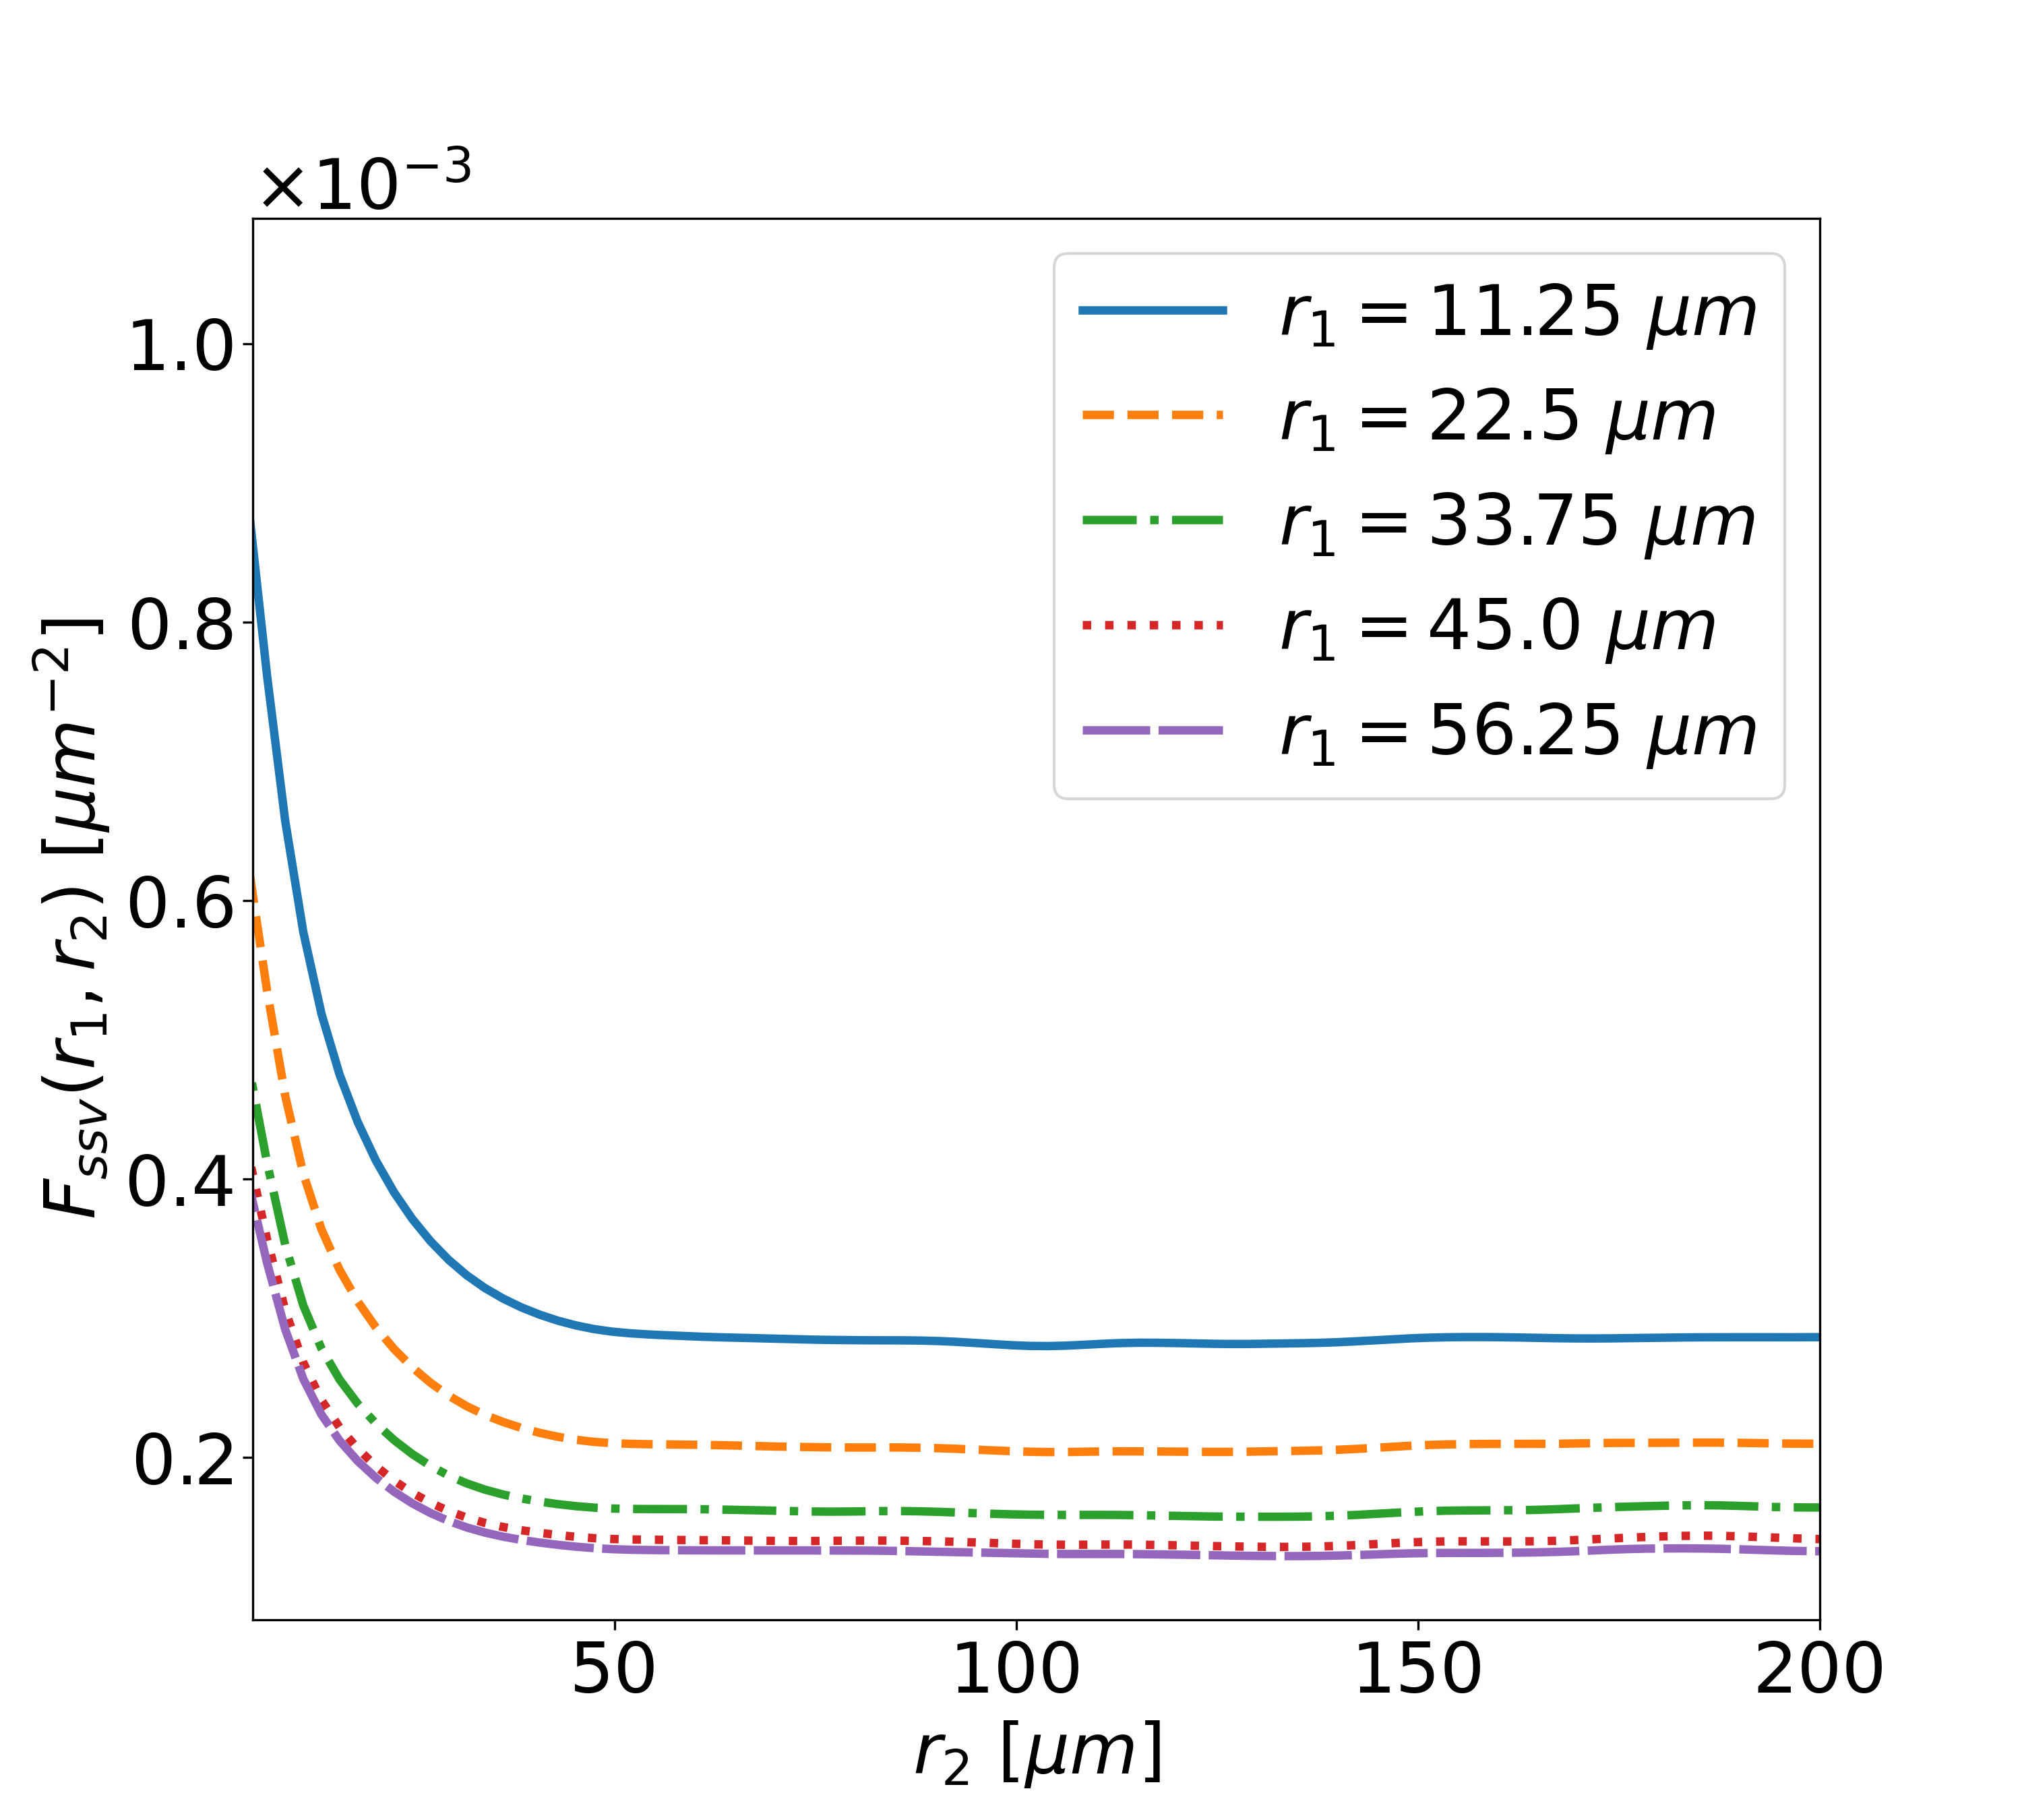 ×10⁻³
1.0
0.8
0.6
0.4
0.2
F_ssv(r₁, r₂) [μm⁻²]
r₁ = 11.25 μm
r₁ = 22.5 μm
r₁ = 33.75 μm
r₁ = 45.0 μm
r₁ = 56.25 μm
50 100 150 200
r₂ [μm]